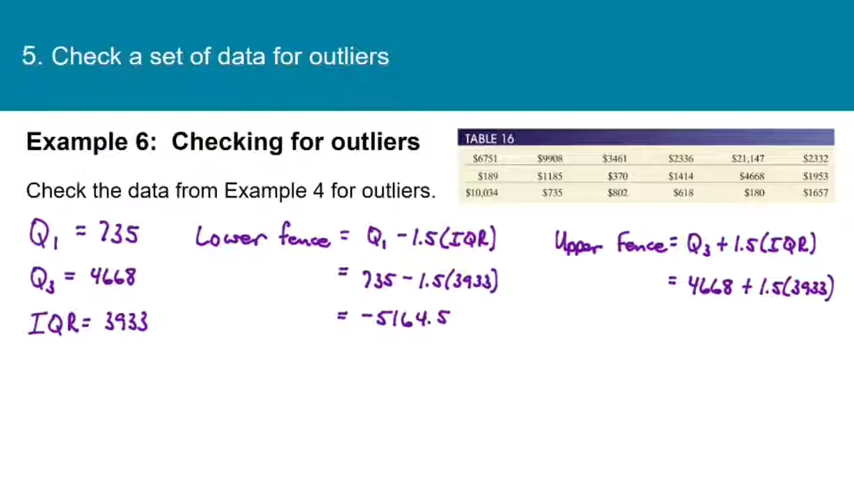 5. Check a set of data for outliers
Example 6: Checking for outliers
Check the data from Example 4 for outliers.
TABLE 16
$6751 $9908 $3461 $2336 $21,147 $2332
$189 $1185 $370 $1414 $4668 $1953
$10,034 $735 $802 $618 $180 $1657
Q₁ = 735
Q₃ = 4668
IQR = 3933
Lower fence = Q₁ - 1.5(IQR)
= 735 - 1.5(3933)
= -5164.5
Upper Fence = Q₃ + 1.5(IQR)
= 4668 + 1.5(3933)